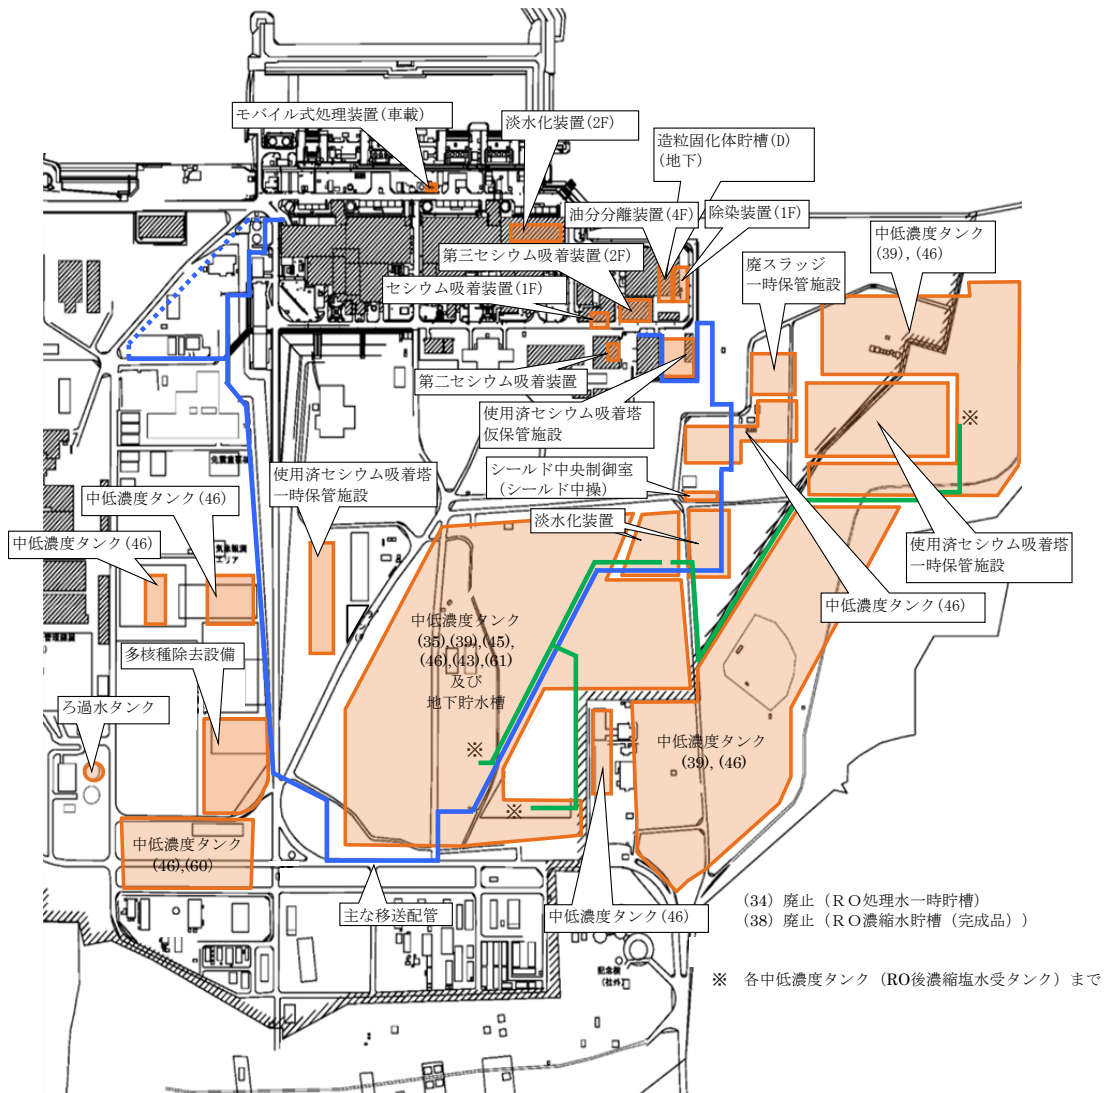 モバイル式処理装置(車載)
淡水化装置(2F)
造粒固化体貯槽(D)
(地下)
油分分離装置(4F)
除染装置(1F)
中低濃度タンク
(39), (46)
第三セシウム吸着装置(2F)
廃スラッジ
一時保管施設
セシウム吸着装置(1F)
第二セシウム吸着装置
使用済セシウム吸着塔
仮保管施設
※
シールド中央制御室
(シールド中操)
使用済セシウム吸着塔
一時保管施設
中低濃度タンク(46)
淡水化装置
中低濃度タンク(46)
使用済セシウム吸着塔
一時保管施設
気象観測
エリア
中低濃度タンク(46)
中低濃度タンク
(35),(39),(45),
(46),(43),(61)
及び
地下貯水槽
多核種除去設備
ろ過水タンク
※
中低濃度タンク
(39), (46)
※
中低濃度タンク
(46),(60)
主な移送配管
中低濃度タンク(46)
(34) 廃止（ＲＯ処理水一時貯槽）
(38) 廃止（ＲＯ濃縮水貯槽（完成品））
記念館
(社外)
※ 各中低濃度タンク（RO後濃縮塩水受タンク）まで